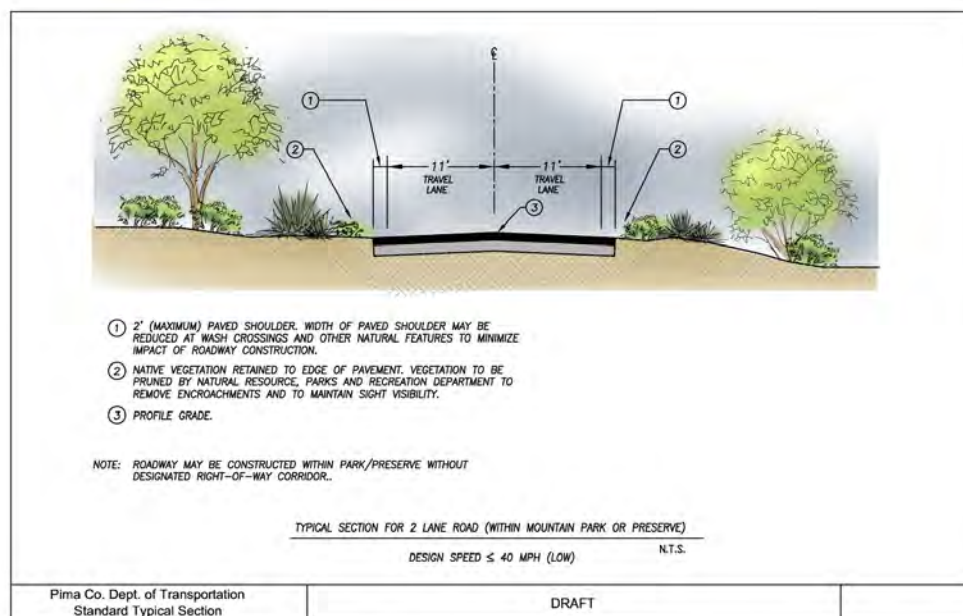 ℄
1
1
2
2
11'
11'
TRAVEL
LANE
TRAVEL
LANE
3
1 2' (MAXIMUM) PAVED SHOULDER. WIDTH OF PAVED SHOULDER MAY BE
REDUCED AT WASH CROSSINGS AND OTHER NATURAL FEATURES TO MINIMIZE
IMPACT OF ROADWAY CONSTRUCTION.
2 NATIVE VEGETATION RETAINED TO EDGE OF PAVEMENT. VEGETATION TO BE
PRUNED BY NATURAL RESOURCE, PARKS AND RECREATION DEPARTMENT TO
REMOVE ENCROACHMENTS AND TO MAINTAIN SIGHT VISIBILITY.
3 PROFILE GRADE.
NOTE: ROADWAY MAY BE CONSTRUCTED WITHIN PARK/PRESERVE WITHOUT
DESIGNATED RIGHT-OF-WAY CORRIDOR..
TYPICAL SECTION FOR 2 LANE ROAD (WITHIN MOUNTAIN PARK OR PRESERVE)
DESIGN SPEED ≤ 40 MPH (LOW)
N.T.S.
Pima Co. Dept. of Transportation
Standard Typical Section
DRAFT